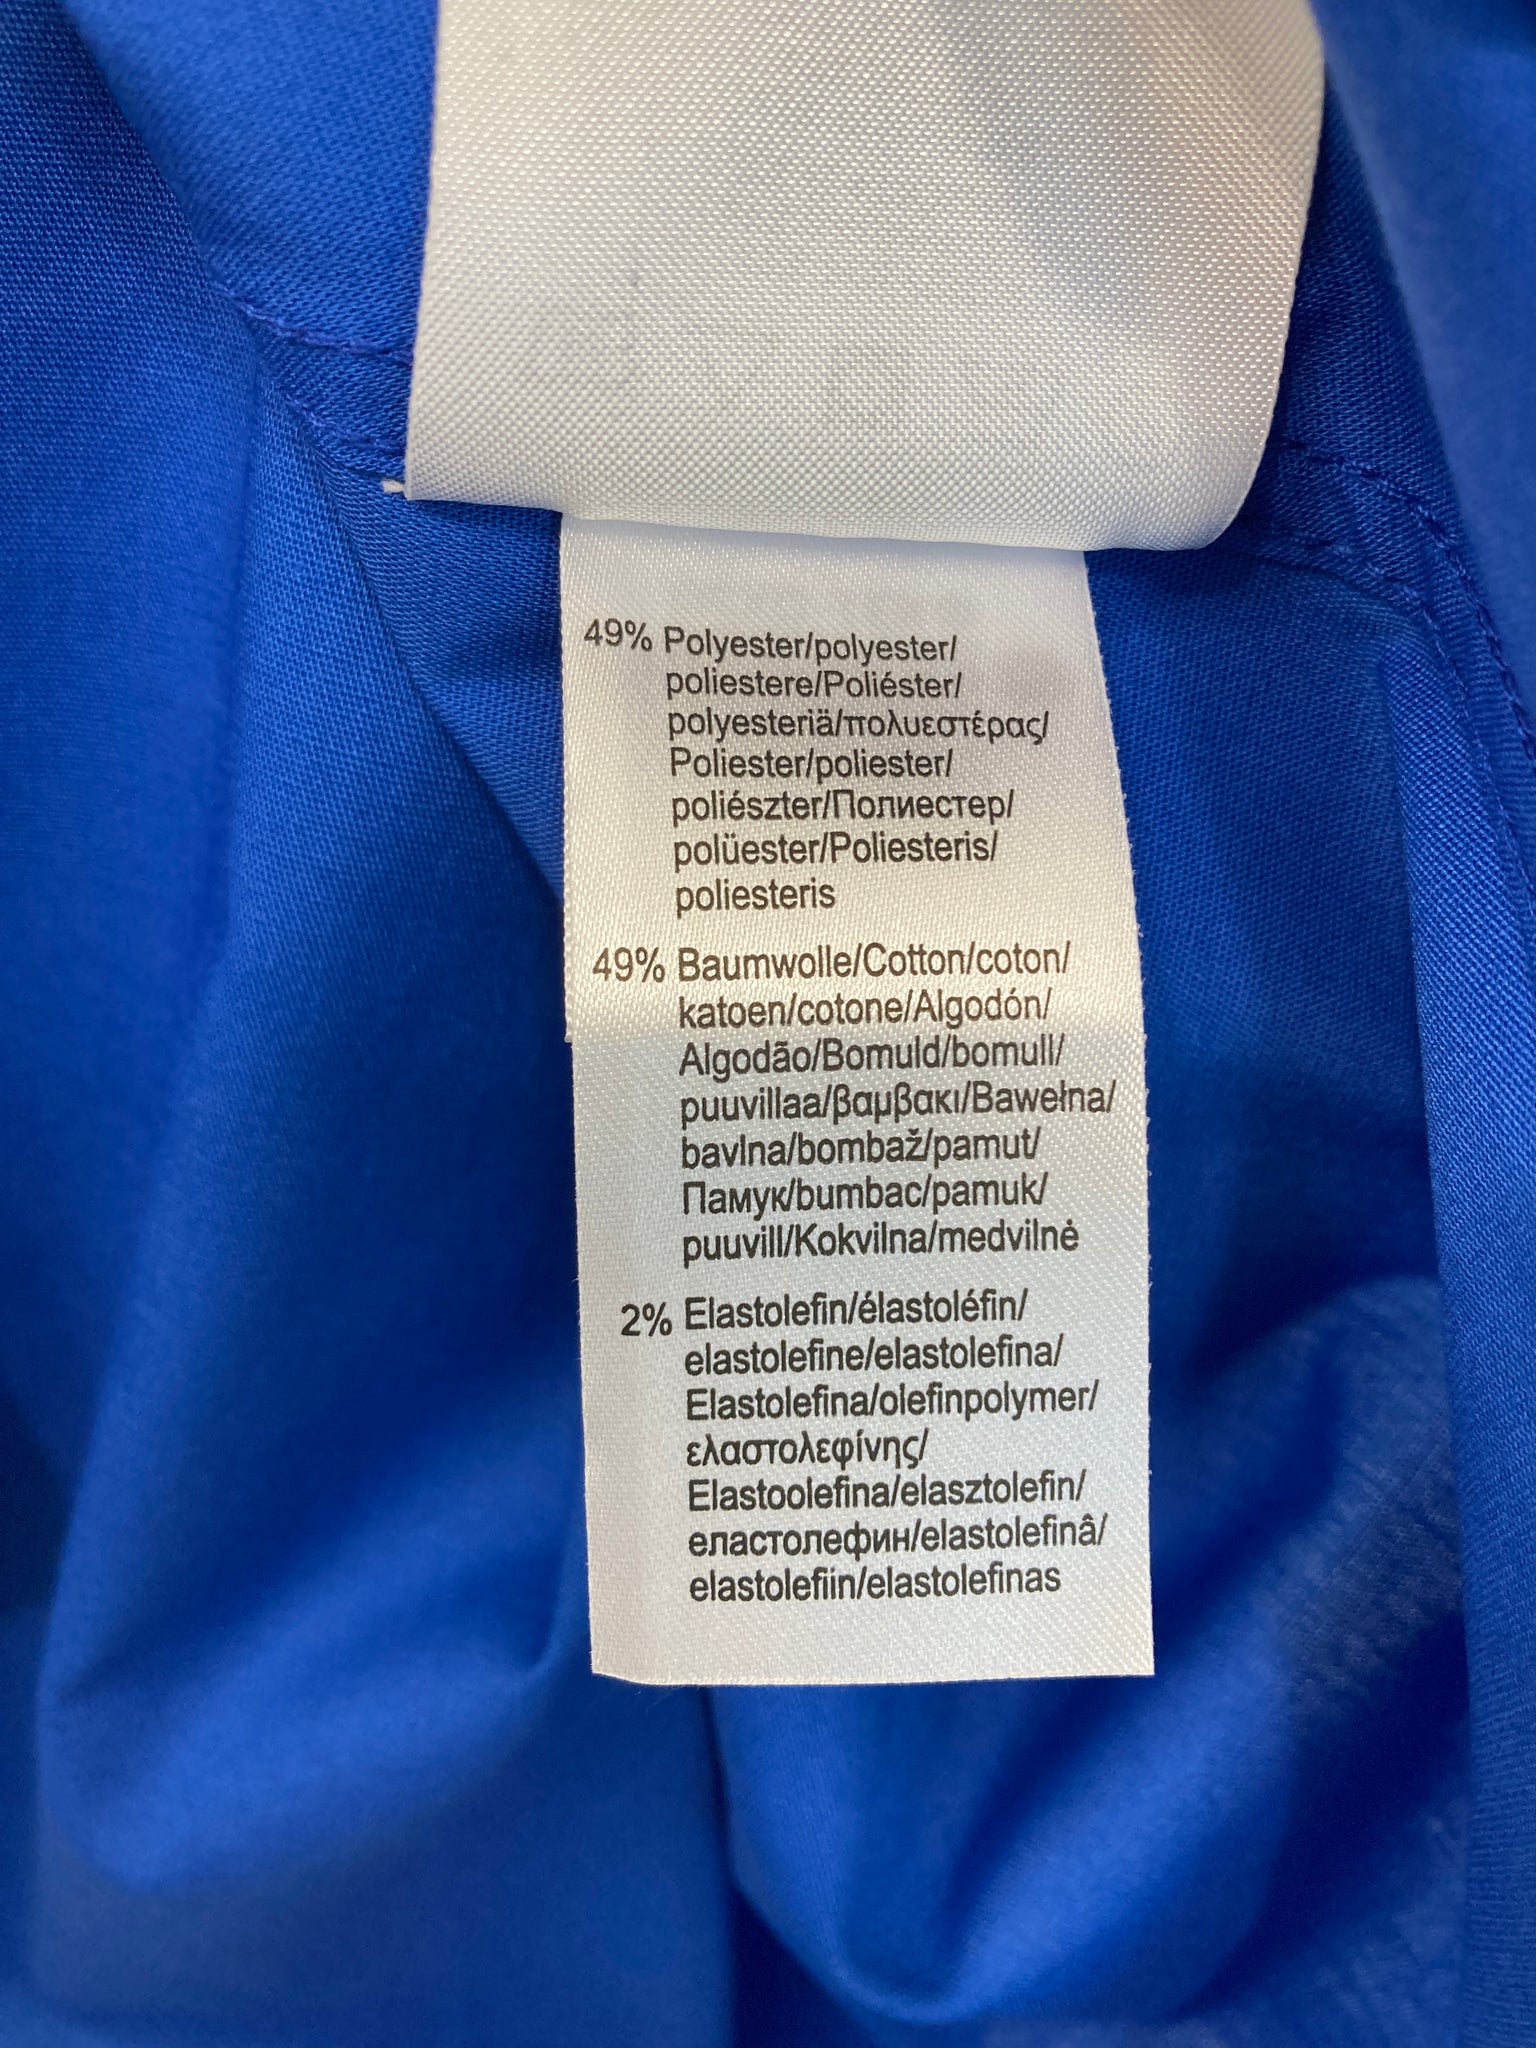 49% Polyester/polyester/
poliestere/Poliéster/
polyesteriä/πολυεστέρας/
Poliester/poliester/
poliészter/Полиестер/
polüester/Poliesteris/
poliesteris
49% Baumwolle/Cotton/coton/
katoen/cotone/Algodón/
Algodão/Bomuld/bomull/
puuvillaa/βαμβακι/Bawełna/
bavlna/bombaž/pamut/
Памук/bumbac/pamuk/
puuvill/Kokvilna/medvilnė
2% Elastolefin/élastoléfin/
elastolefine/elastolefina/
Elastolefina/olefinpolymer/
ελαστολεφίνης/
Elastoolefina/elasztolefin/
еластолефин/elastolefinâ/
elastolefiin/elastolefinas